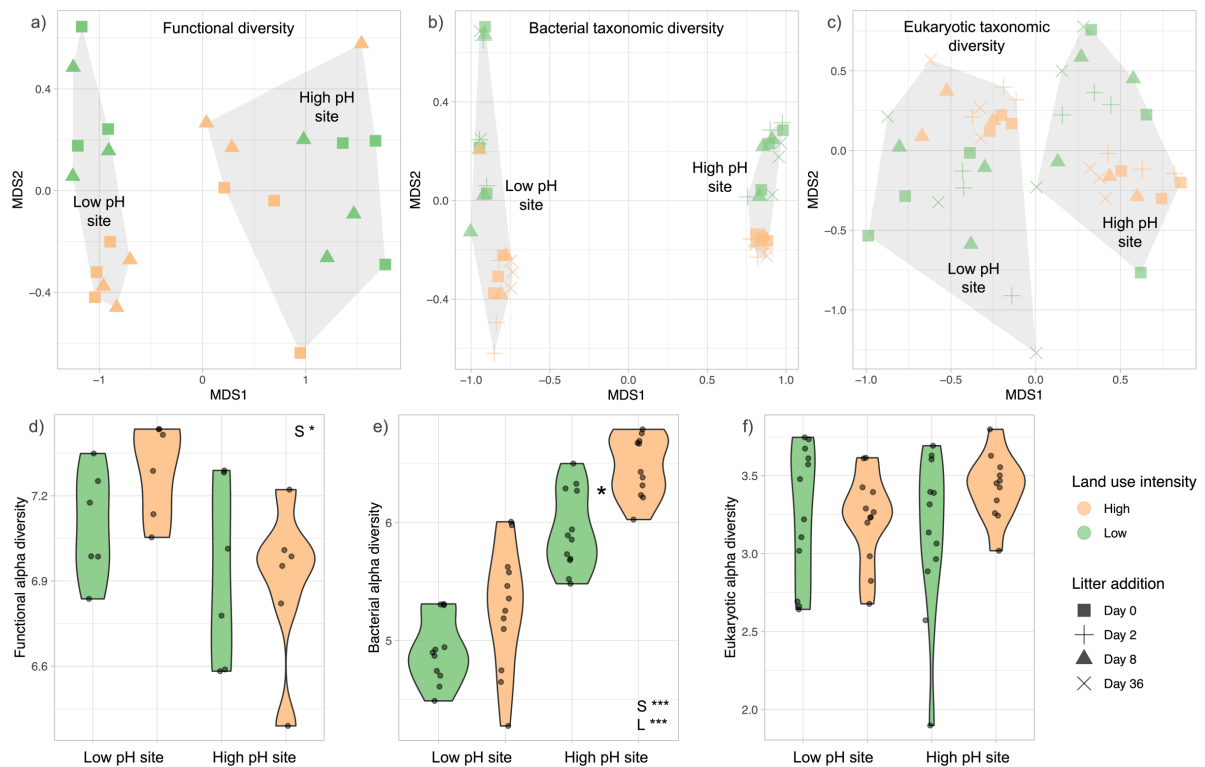 a)
Functional diversity
High pH
site
Low pH
site
0.4
0.0
−0.4
MDS2
−1
0
1
MDS1
b)
Bacterial taxonomic diversity
Low pH
site
High pH
site
0.4
0.0
−0.4
MDS2
−1.0
−0.5
0.0
0.5
1.0
MDS1
c)
Eukaryotic taxonomic
diversity
Low pH
site
High pH
site
0.5
0.0
−0.5
−1.0
MDS2
−1.0
−0.5
0.0
0.5
MDS1
d)
S *
7.2
6.9
6.6
Functional alpha diversity
Low pH site
High pH site
e)
*
S ***
L ***
6
5
Bacterial alpha diversity
Low pH site
High pH site
f)
3.5
3.0
2.5
2.0
Eukaryotic alpha diversity
Low pH site
High pH site
Land use intensity
High
Low
Litter addition
Day 0
Day 2
Day 8
Day 36